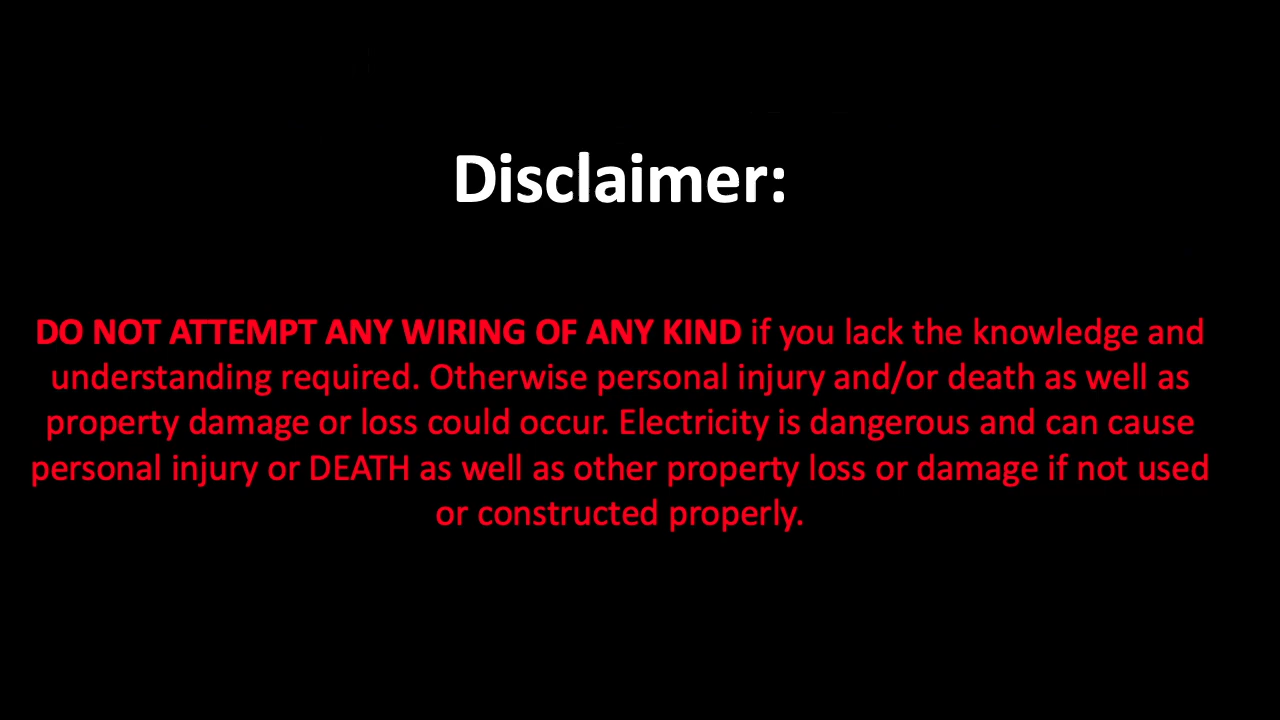 Disclaimer:
DO NOT ATTEMPT ANY WIRING OF ANY KIND if you lack the knowledge and
understanding required. Otherwise personal injury and/or death as well as
property damage or loss could occur. Electricity is dangerous and can cause
personal injury or DEATH as well as other property loss or damage if not used
or constructed properly.